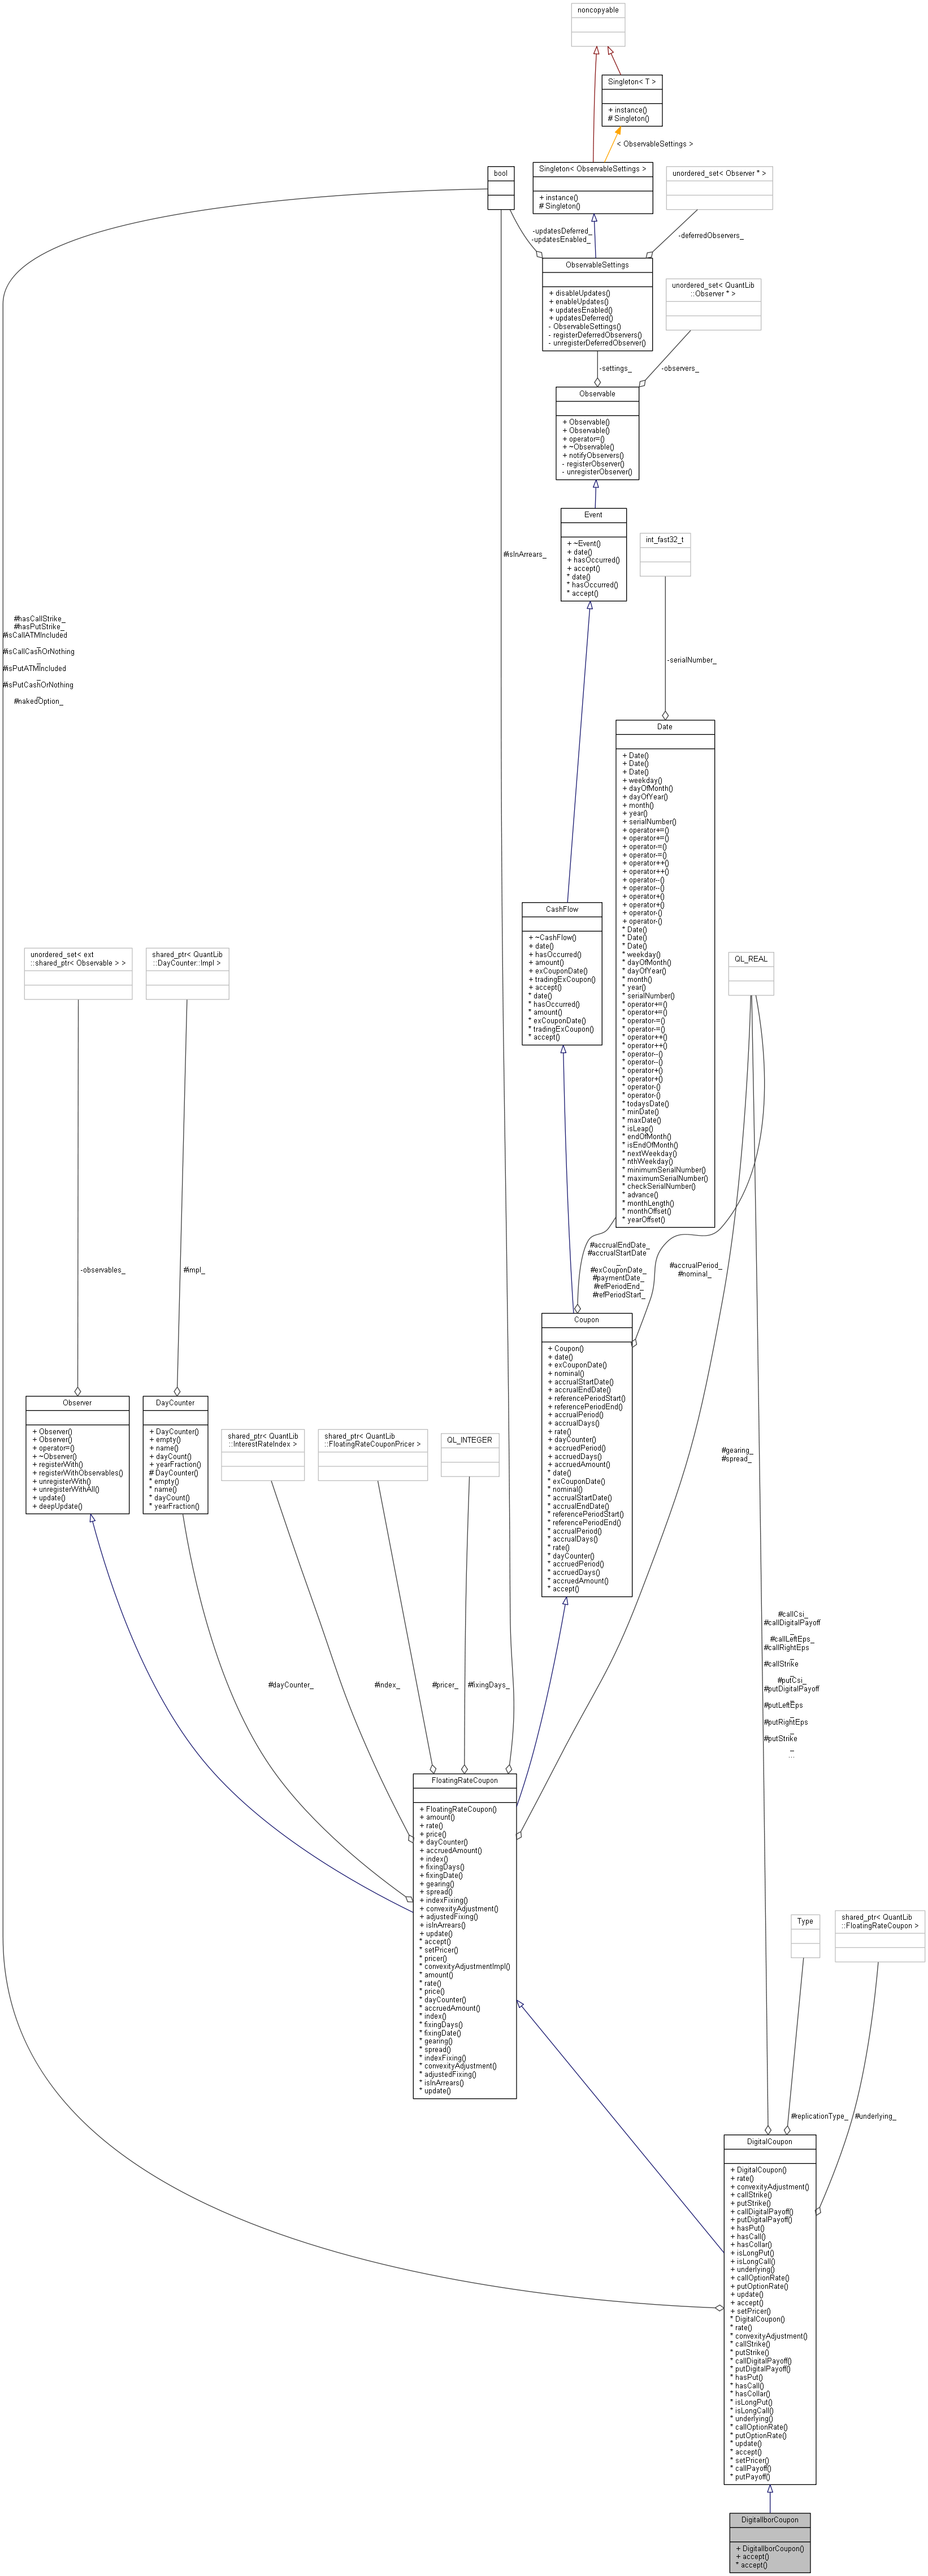 noncopyable
Singleton< T >
+ instance()
# Singleton()
< ObservableSettings >
bool
Singleton< ObservableSettings >
+ instance()
# Singleton()
unordered_set< Observer * >
-updatesDeferred_
-updatesEnabled_
-deferredObservers_
ObservableSettings
+ disableUpdates()
+ enableUpdates()
+ updatesEnabled()
+ updatesDeferred()
- ObservableSettings()
- registerDeferredObservers()
- unregisterDeferredObserver()
unordered_set< QuantLib
::Observer * >
-settings_
-observers_
Observable
+ Observable()
+ Observable()
+ operator=()
+ ~Observable()
+ notifyObservers()
- registerObserver()
- unregisterObserver()
Event
+ ~Event()
+ date()
+ hasOccurred()
+ accept()
* date()
* hasOccurred()
* accept()
int_fast32_t
#isInArrears_
#hasCallStrike_
#hasPutStrike_
#isCallATMIncluded
_
#isCallCashOrNothing
_
#isPutATMIncluded
_
#isPutCashOrNothing
_
#nakedOption_
-serialNumber_
Date
+ Date()
+ Date()
+ Date()
+ weekday()
+ dayOfMonth()
+ dayOfYear()
+ month()
+ year()
+ serialNumber()
+ operator+=()
+ operator+=()
+ operator-=()
+ operator-=()
+ operator++()
+ operator++()
+ operator--()
+ operator--()
+ operator+()
+ operator+()
+ operator-()
+ operator-()
* Date()
* Date()
* Date()
* weekday()
* dayOfMonth()
* dayOfYear()
* month()
* year()
* serialNumber()
* operator+=()
* operator+=()
* operator-=()
* operator-=()
* operator++()
* operator++()
* operator--()
* operator--()
* operator+()
* operator+()
* operator-()
* operator-()
* todaysDate()
* minDate()
* maxDate()
* isLeap()
* endOfMonth()
* isEndOfMonth()
* nextWeekday()
* nthWeekday()
* minimumSerialNumber()
* maximumSerialNumber()
* checkSerialNumber()
* advance()
* monthLength()
* monthOffset()
* yearOffset()
CashFlow
+ ~CashFlow()
+ date()
+ hasOccurred()
+ amount()
+ exCouponDate()
+ tradingExCoupon()
+ accept()
* date()
* hasOccurred()
* amount()
* exCouponDate()
* tradingExCoupon()
* accept()
unordered_set< ext
::shared_ptr< Observable > >
shared_ptr< QuantLib
::DayCounter::Impl >
QL_REAL
-observables_
#impl_
#accrualEndDate_
#accrualStartDate
_
#exCouponDate_
#paymentDate_
#refPeriodEnd_
#refPeriodStart_
#accrualPeriod_
#nominal_
Coupon
+ Coupon()
+ date()
+ exCouponDate()
+ nominal()
+ accrualStartDate()
+ accrualEndDate()
+ referencePeriodStart()
+ referencePeriodEnd()
+ accrualPeriod()
+ accrualDays()
+ rate()
+ dayCounter()
+ accruedPeriod()
+ accruedDays()
+ accruedAmount()
* date()
* exCouponDate()
* nominal()
* accrualStartDate()
* accrualEndDate()
* referencePeriodStart()
* referencePeriodEnd()
* accrualPeriod()
* accrualDays()
* rate()
* dayCounter()
* accruedPeriod()
* accruedDays()
* accruedAmount()
* accept()
Observer
+ Observer()
+ Observer()
+ operator=()
+ ~Observer()
+ registerWith()
+ registerWithObservables()
+ unregisterWith()
+ unregisterWithAll()
+ update()
+ deepUpdate()
DayCounter
+ DayCounter()
+ empty()
+ name()
+ dayCount()
+ yearFraction()
# DayCounter()
* empty()
* name()
* dayCount()
* yearFraction()
shared_ptr< QuantLib
::InterestRateIndex >
shared_ptr< QuantLib
::FloatingRateCouponPricer >
QL_INTEGER
#gearing_
#spread_
#callCsi_
#callDigitalPayoff
_
#callLeftEps_
#callRightEps
_
#callStrike
_
#putCsi_
#putDigitalPayoff
_
#putLeftEps
_
#putRightEps
_
#putStrike
_
...
#dayCounter_
#index_
#pricer_
#fixingDays_
FloatingRateCoupon
+ FloatingRateCoupon()
+ amount()
+ rate()
+ price()
+ dayCounter()
+ accruedAmount()
+ index()
+ fixingDays()
+ fixingDate()
+ gearing()
+ spread()
+ indexFixing()
+ convexityAdjustment()
+ adjustedFixing()
+ isInArrears()
+ update()
* accept()
* setPricer()
* pricer()
* convexityAdjustmentImpl()
* amount()
* rate()
* price()
* dayCounter()
* accruedAmount()
* index()
* fixingDays()
* fixingDate()
* gearing()
* spread()
* indexFixing()
* convexityAdjustment()
* adjustedFixing()
* isInArrears()
* update()
Type
shared_ptr< QuantLib
::FloatingRateCoupon >
#replicationType_
#underlying_
DigitalCoupon
+ DigitalCoupon()
+ rate()
+ convexityAdjustment()
+ callStrike()
+ putStrike()
+ callDigitalPayoff()
+ putDigitalPayoff()
+ hasPut()
+ hasCall()
+ hasCollar()
+ isLongPut()
+ isLongCall()
+ underlying()
+ callOptionRate()
+ putOptionRate()
+ update()
+ accept()
+ setPricer()
* DigitalCoupon()
* rate()
* convexityAdjustment()
* callStrike()
* putStrike()
* callDigitalPayoff()
* putDigitalPayoff()
* hasPut()
* hasCall()
* hasCollar()
* isLongPut()
* isLongCall()
* underlying()
* callOptionRate()
* putOptionRate()
* update()
* accept()
* setPricer()
* callPayoff()
* putPayoff()
DigitalIborCoupon
+ DigitalIborCoupon()
+ accept()
* accept()